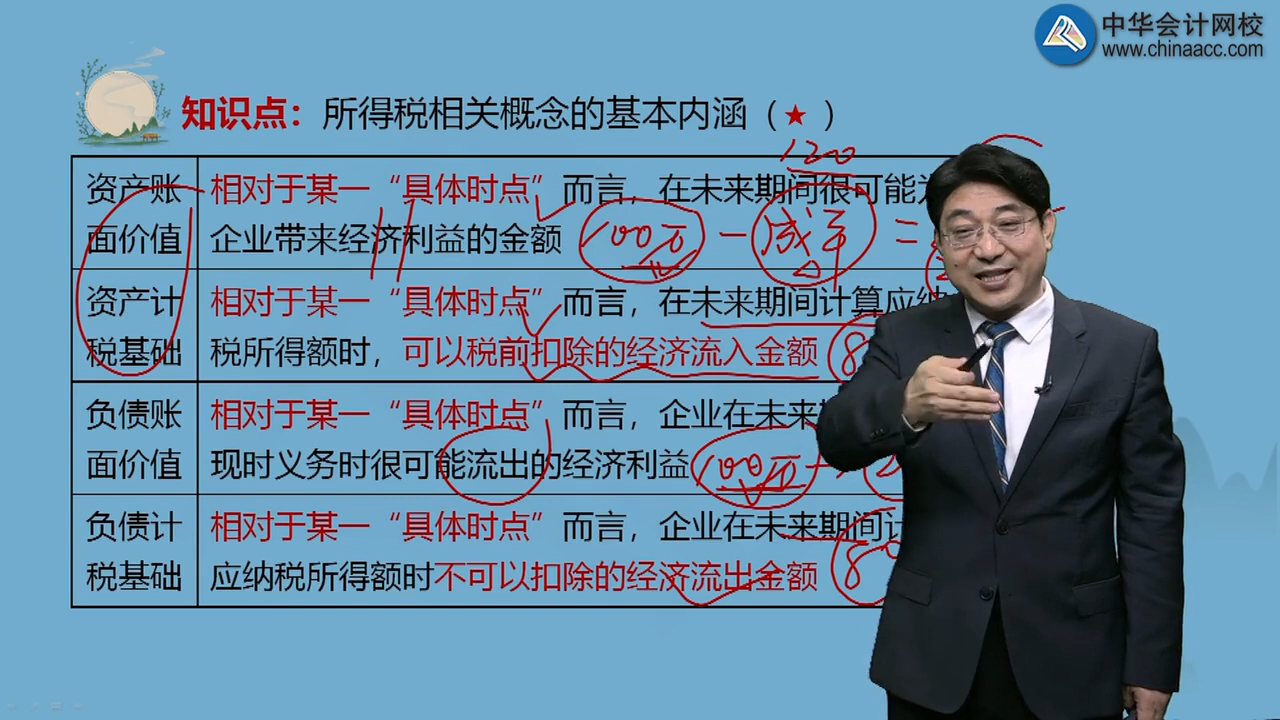 中华会计网校
www.chinaacc.com
知识点：所得税相关概念的基本内涵（★）
120
资产账面价值
相对于某一“具体时点”而言，在未来期间很可能为
企业带来经济利益的金额
100万 - 成本 =
资产计税基础
相对于某一“具体时点”而言，在未来期间计算应纳
税所得额时，可以税前扣除的经济流入金额
8
负债账面价值
相对于某一“具体时点”而言，企业在未来
现时义务时很可能流出的经济利益
100万 -
负债计税基础
相对于某一“具体时点”而言，企业在未来期间计
应纳税所得额时不可以扣除的经济流出金额
80